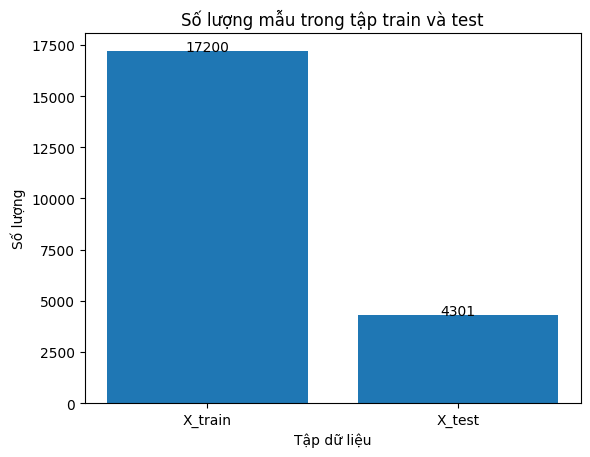 Số lượng mẫu trong tập train và test
17500
15000
12500
10000
7500
5000
2500
0
Số lượng
17200
4301
X_train
X_test
Tập dữ liệu